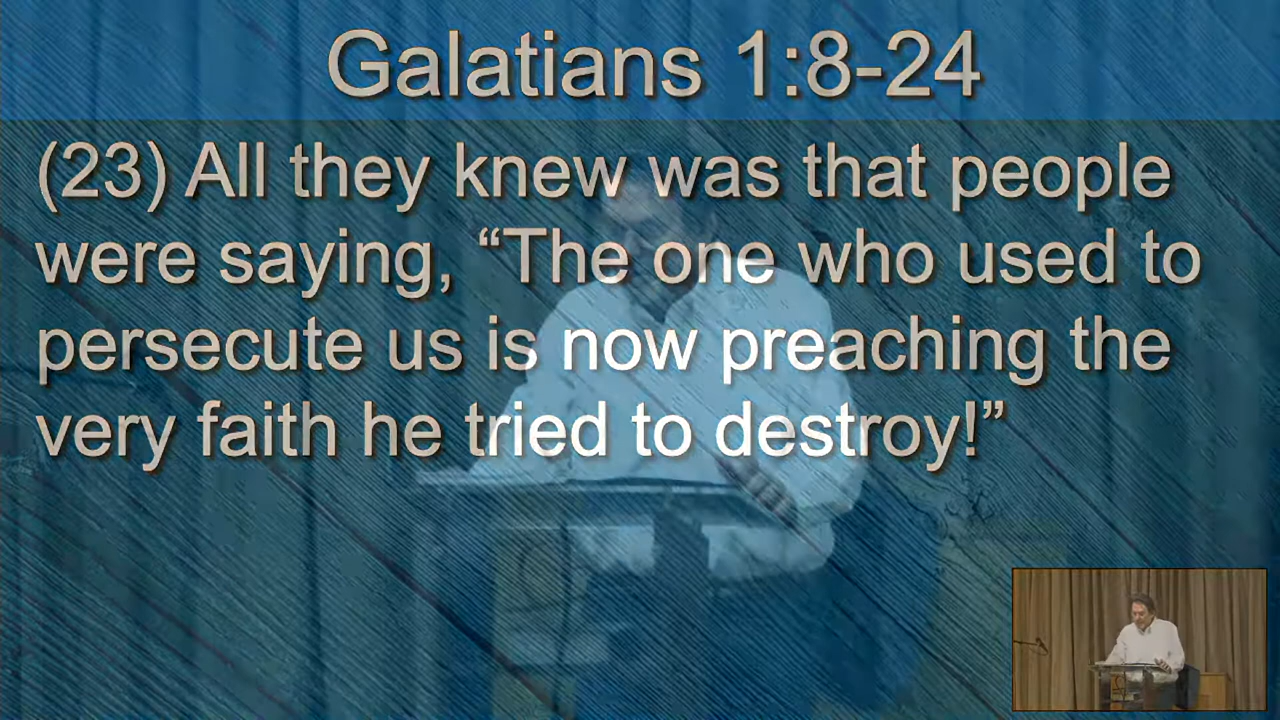 Galatians 1:8-24
(23) All they knew was that people
were saying, “The one who used to
persecute us is now preaching the
very faith he tried to destroy!”